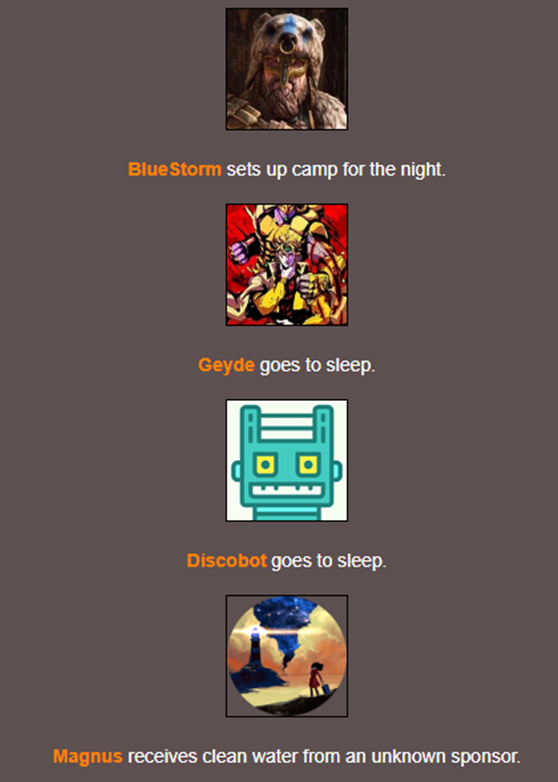 BlueStorm sets up camp for the night.
Geyde goes to sleep.
Discobot goes to sleep.
Magnus receives clean water from an unknown sponsor.